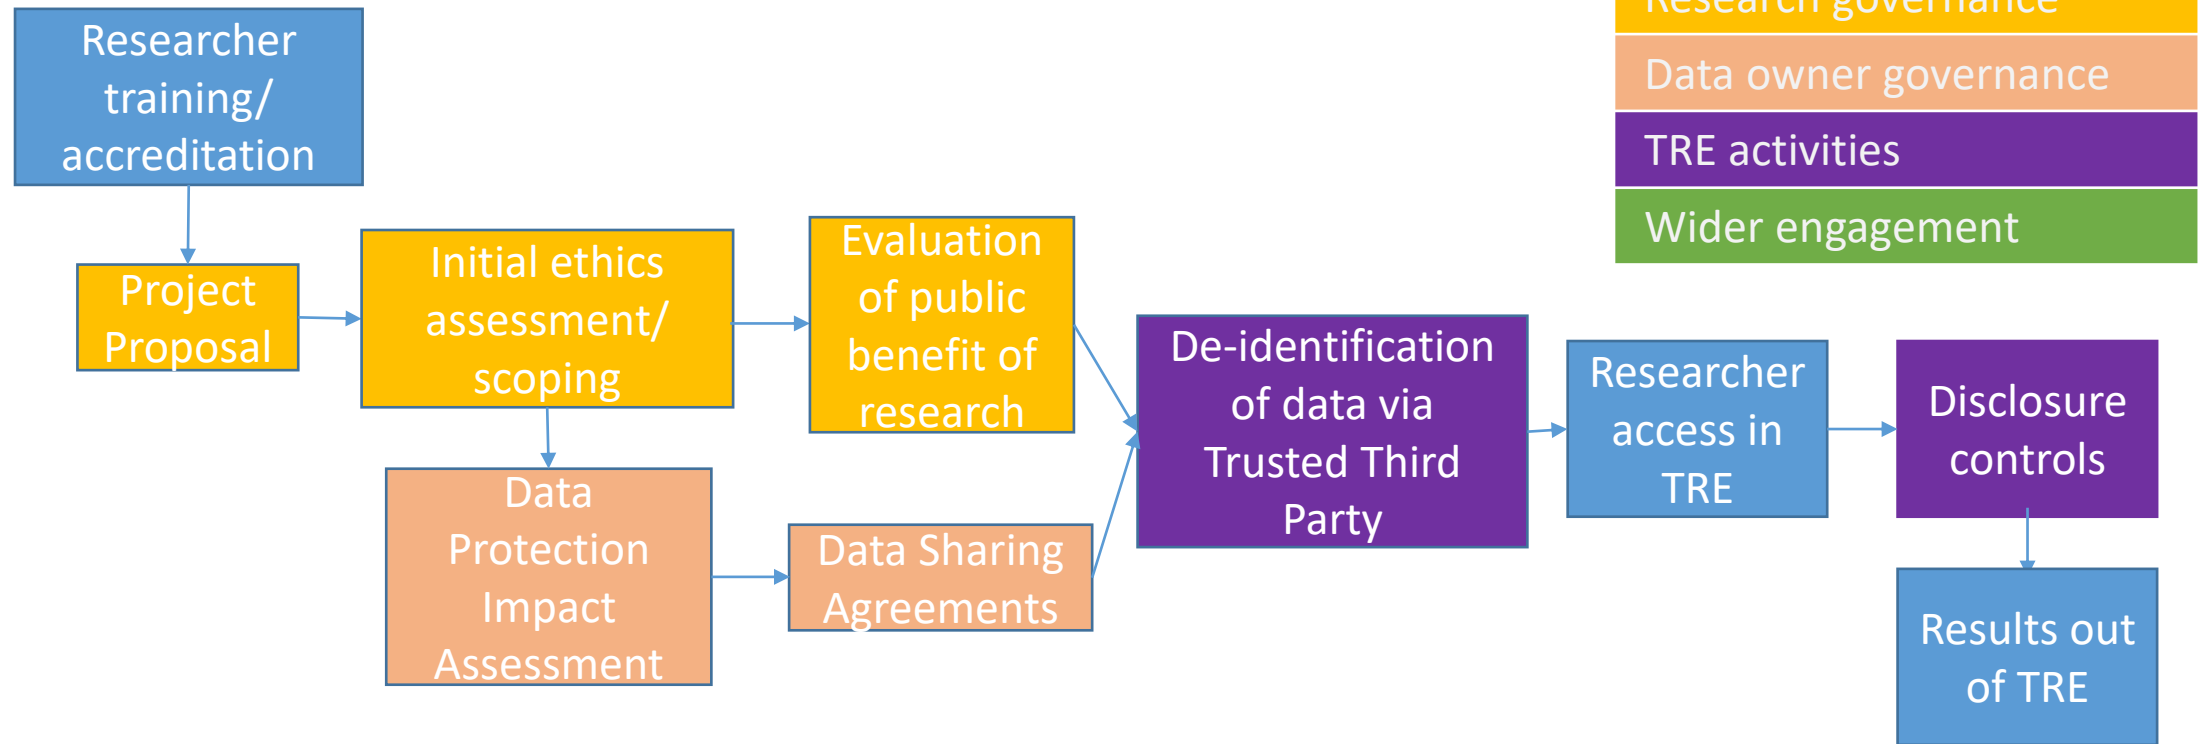 Researcher
training/
accreditation
Research governance
Data owner governance
TRE activities
Wider engagement
Project
Proposal
Initial ethics
assessment/
scoping
Evaluation
of public
benefit of
research
Data
Protection
Impact
Assessment
Data Sharing
Agreements
De-identification
of data via
Trusted Third
Party
Researcher
access in
TRE
Disclosure
controls
Results out
of TRE